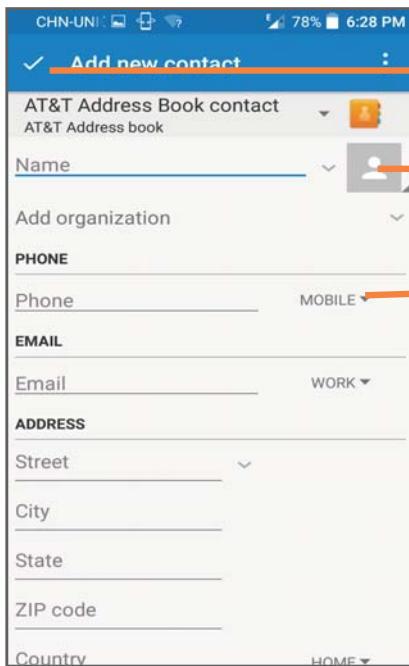 CHN-UNI 78% 6:28 PM
Add new contact
AT&T Address Book contact
AT&T Address book
Name
Add organization
PHONE
Phone MOBILE
EMAIL
Email WORK
ADDRESS
Street
City
State
ZIP code
Country HOME